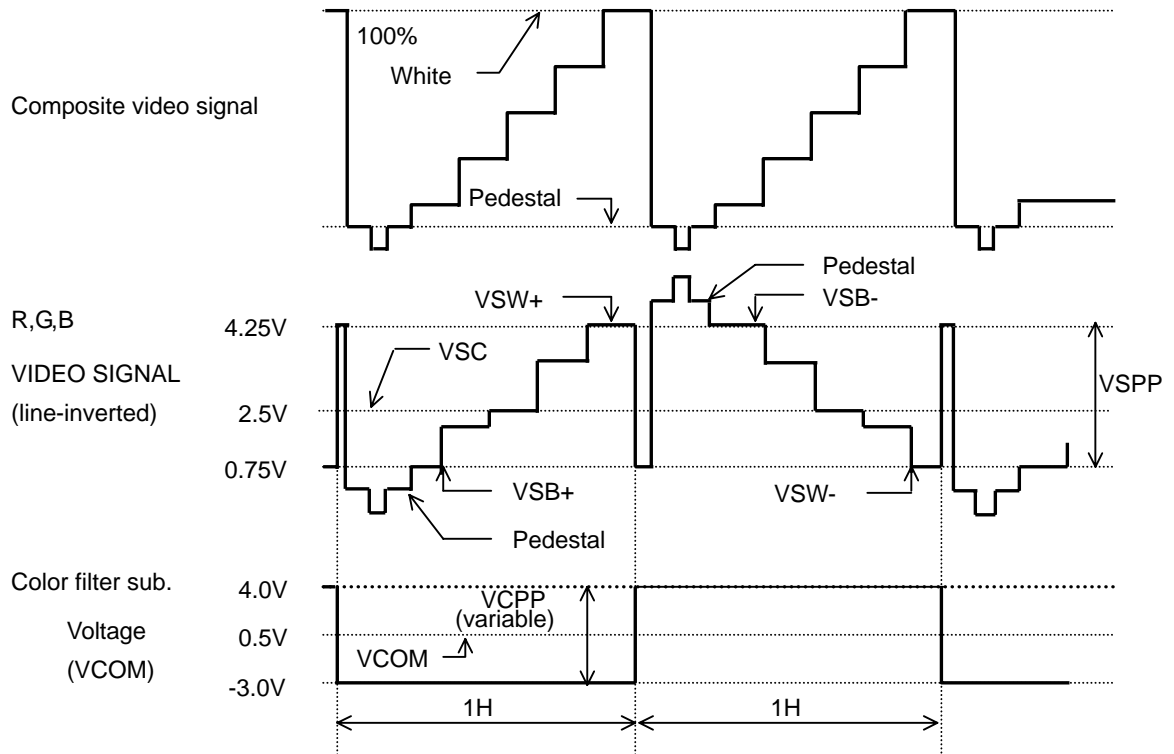 100%
White
Composite video signal
Pedestal
Pedestal
VSW+
VSB-
R,G,B
4.25V
VSC
VIDEO SIGNAL
VSPP
(line-inverted)
2.5V
0.75V
VSB+
VSW-
Pedestal
Color filter sub.
4.0V
VCPP
(variable)
Voltage
0.5V
VCOM
(VCOM)
-3.0V
1H
1H